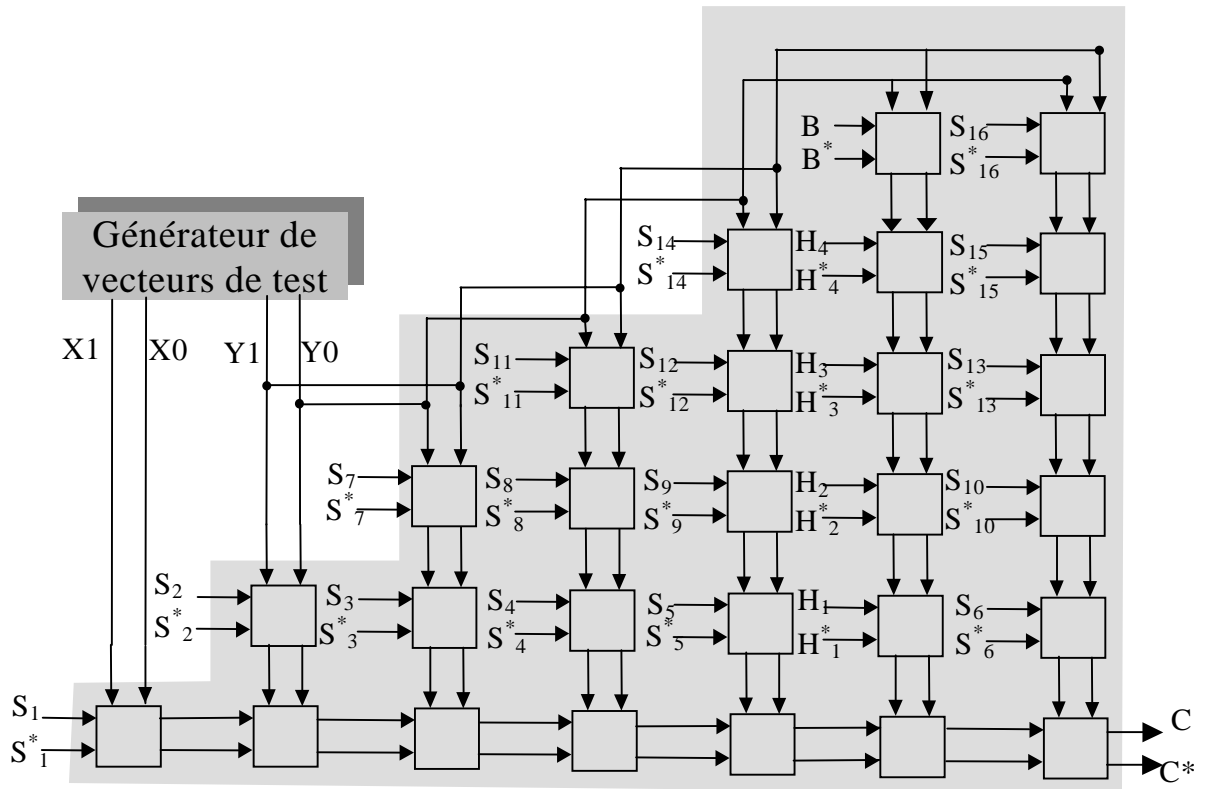 B
S16
B*
S*16
Générateur de
vecteurs de test
S14
H4
S15
S*14
H*4
S*15
X1
X0
Y1
Y0
S11
S12
H3
S13
S*11
S*12
H*3
S*13
S7
S8
S9
H2
S10
S*7
S*8
S*9
H*2
S*10
S2
S3
S4
S5
H1
S6
S*2
S*3
S*4
S*5
H*1
S*6
S1
C
S*1
C*